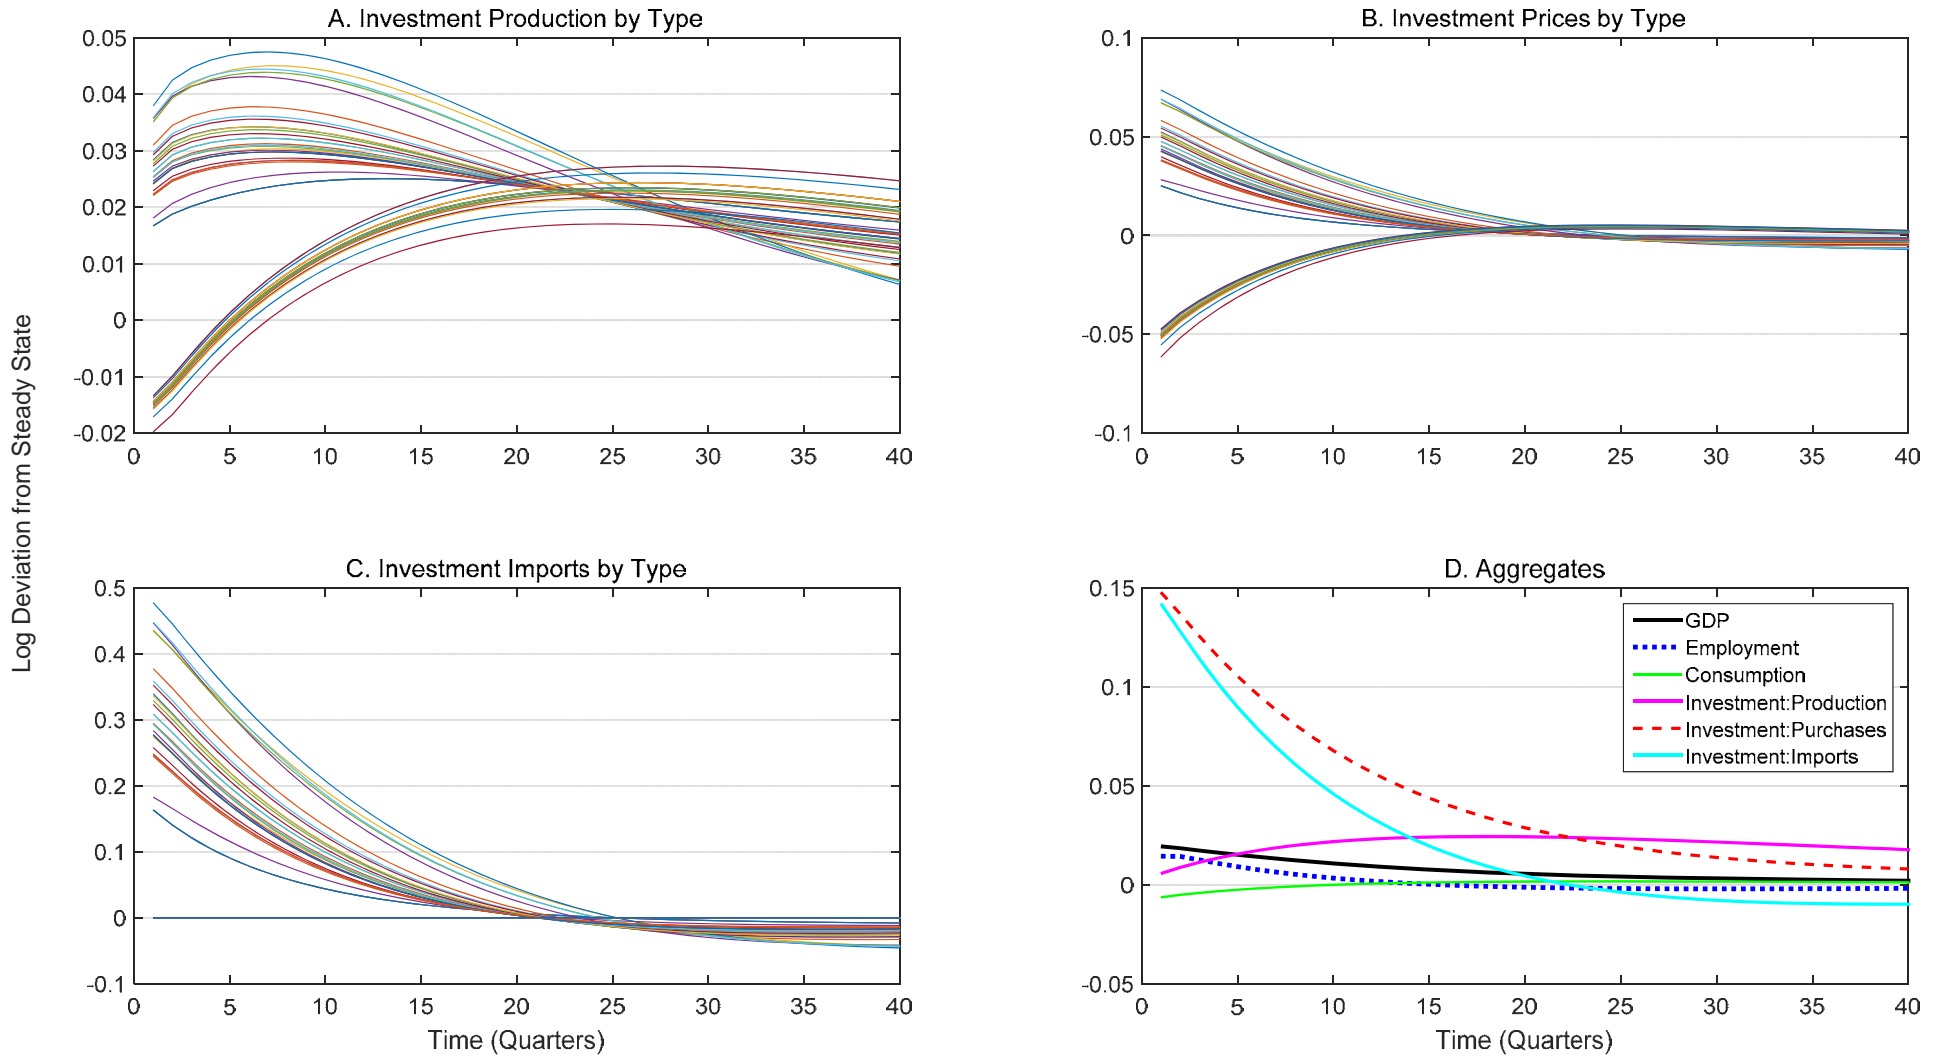 A. Investment Production by Type
0.05
0.04
0.03
0.02
0.01
0
-0.01
-0.02
0 5 10 15 20 25 30 35 40
B. Investment Prices by Type
0.1
0.05
0
-0.05
-0.1
0 5 10 15 20 25 30 35 40
Log Deviation from Steady State
C. Investment Imports by Type
0.5
0.4
0.3
0.2
0.1
0
-0.1
0 5 10 15 20 25 30 35 40
Time (Quarters)
D. Aggregates
0.15
0.1
0.05
0
-0.05
GDP
Employment
Consumption
Investment:Production
Investment:Purchases
Investment:Imports
0 5 10 15 20 25 30 35 40
Time (Quarters)